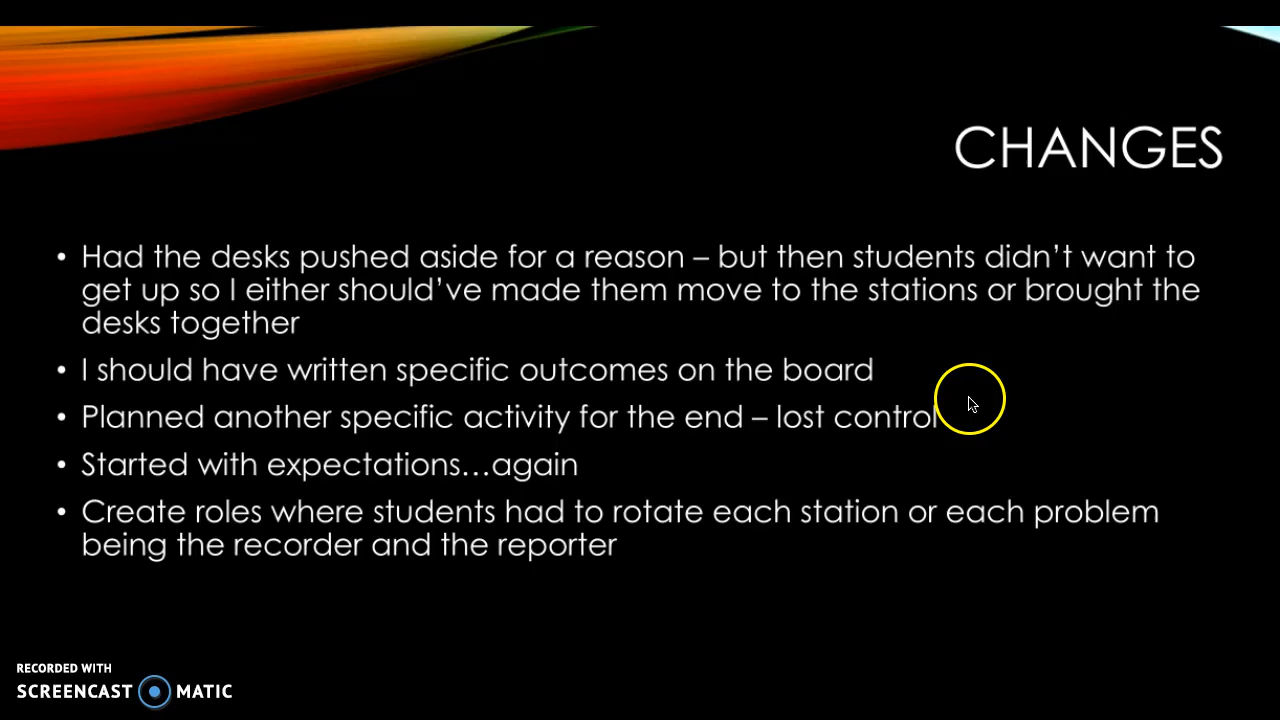 CHANGES
• Had the desks pushed aside for a reason – but then students didn’t want to
get up so I either should’ve made them move to the stations or brought the
desks together
• I should have written specific outcomes on the board
• Planned another specific activity for the end – lost control
• Started with expectations…again
• Create roles where students had to rotate each station or each problem
being the recorder and the reporter
RECORDED WITH
SCREENCAST MATIC